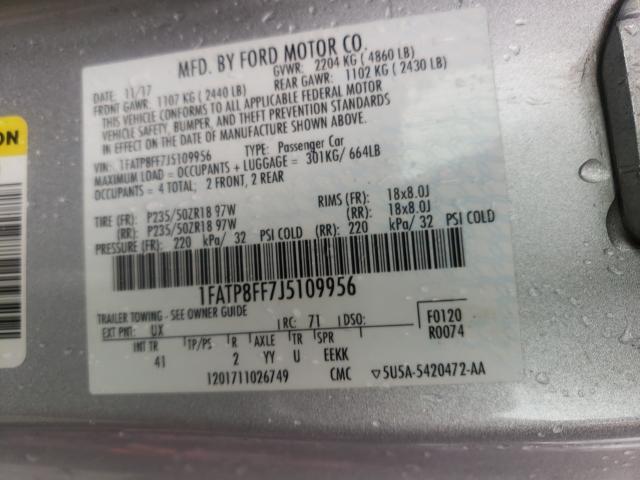 MFD. BY FORD MOTOR CO.
DATE: 11/17 GVWR: 2204 KG ( 4860 LB)
FRONT GAWR: 1107 KG ( 2440 LB) REAR GAWR: 1102 KG ( 2430 LB)
THIS VEHICLE CONFORMS TO ALL APPLICABLE FEDERAL MOTOR
VEHICLE SAFETY, BUMPER, AND THEFT PREVENTION STANDARDS
IN EFFECT ON THE DATE OF MANUFACTURE SHOWN ABOVE.
VIN: 1FATP8FF7J5109956 TYPE: Passenger Car
MAXIMUM LOAD = OCCUPANTS + LUGGAGE = 301KG/ 664LB
OCCUPANTS = 4 TOTAL; 2 FRONT, 2 REAR
TIRE (FR): P235/50ZR18 97W RIMS (FR): 18x8.0J
(RR): P235/50ZR18 97W (RR): 18x8.0J
PRESSURE (FR): 220 kPa/ 32 PSI COLD (RR): 220 kPa/ 32 PSI COLD
1FATP8FF7J5109956
TRAILER TOWING - SEE OWNER GUIDE
EXT PNT: UX RC: 71 DSO: F0120
INT TR TP/PS R AXLE TR SPR R0074
41 2 YY U EEKK
1201711026749 CMC ▽5U5A-5420472-AA
ON